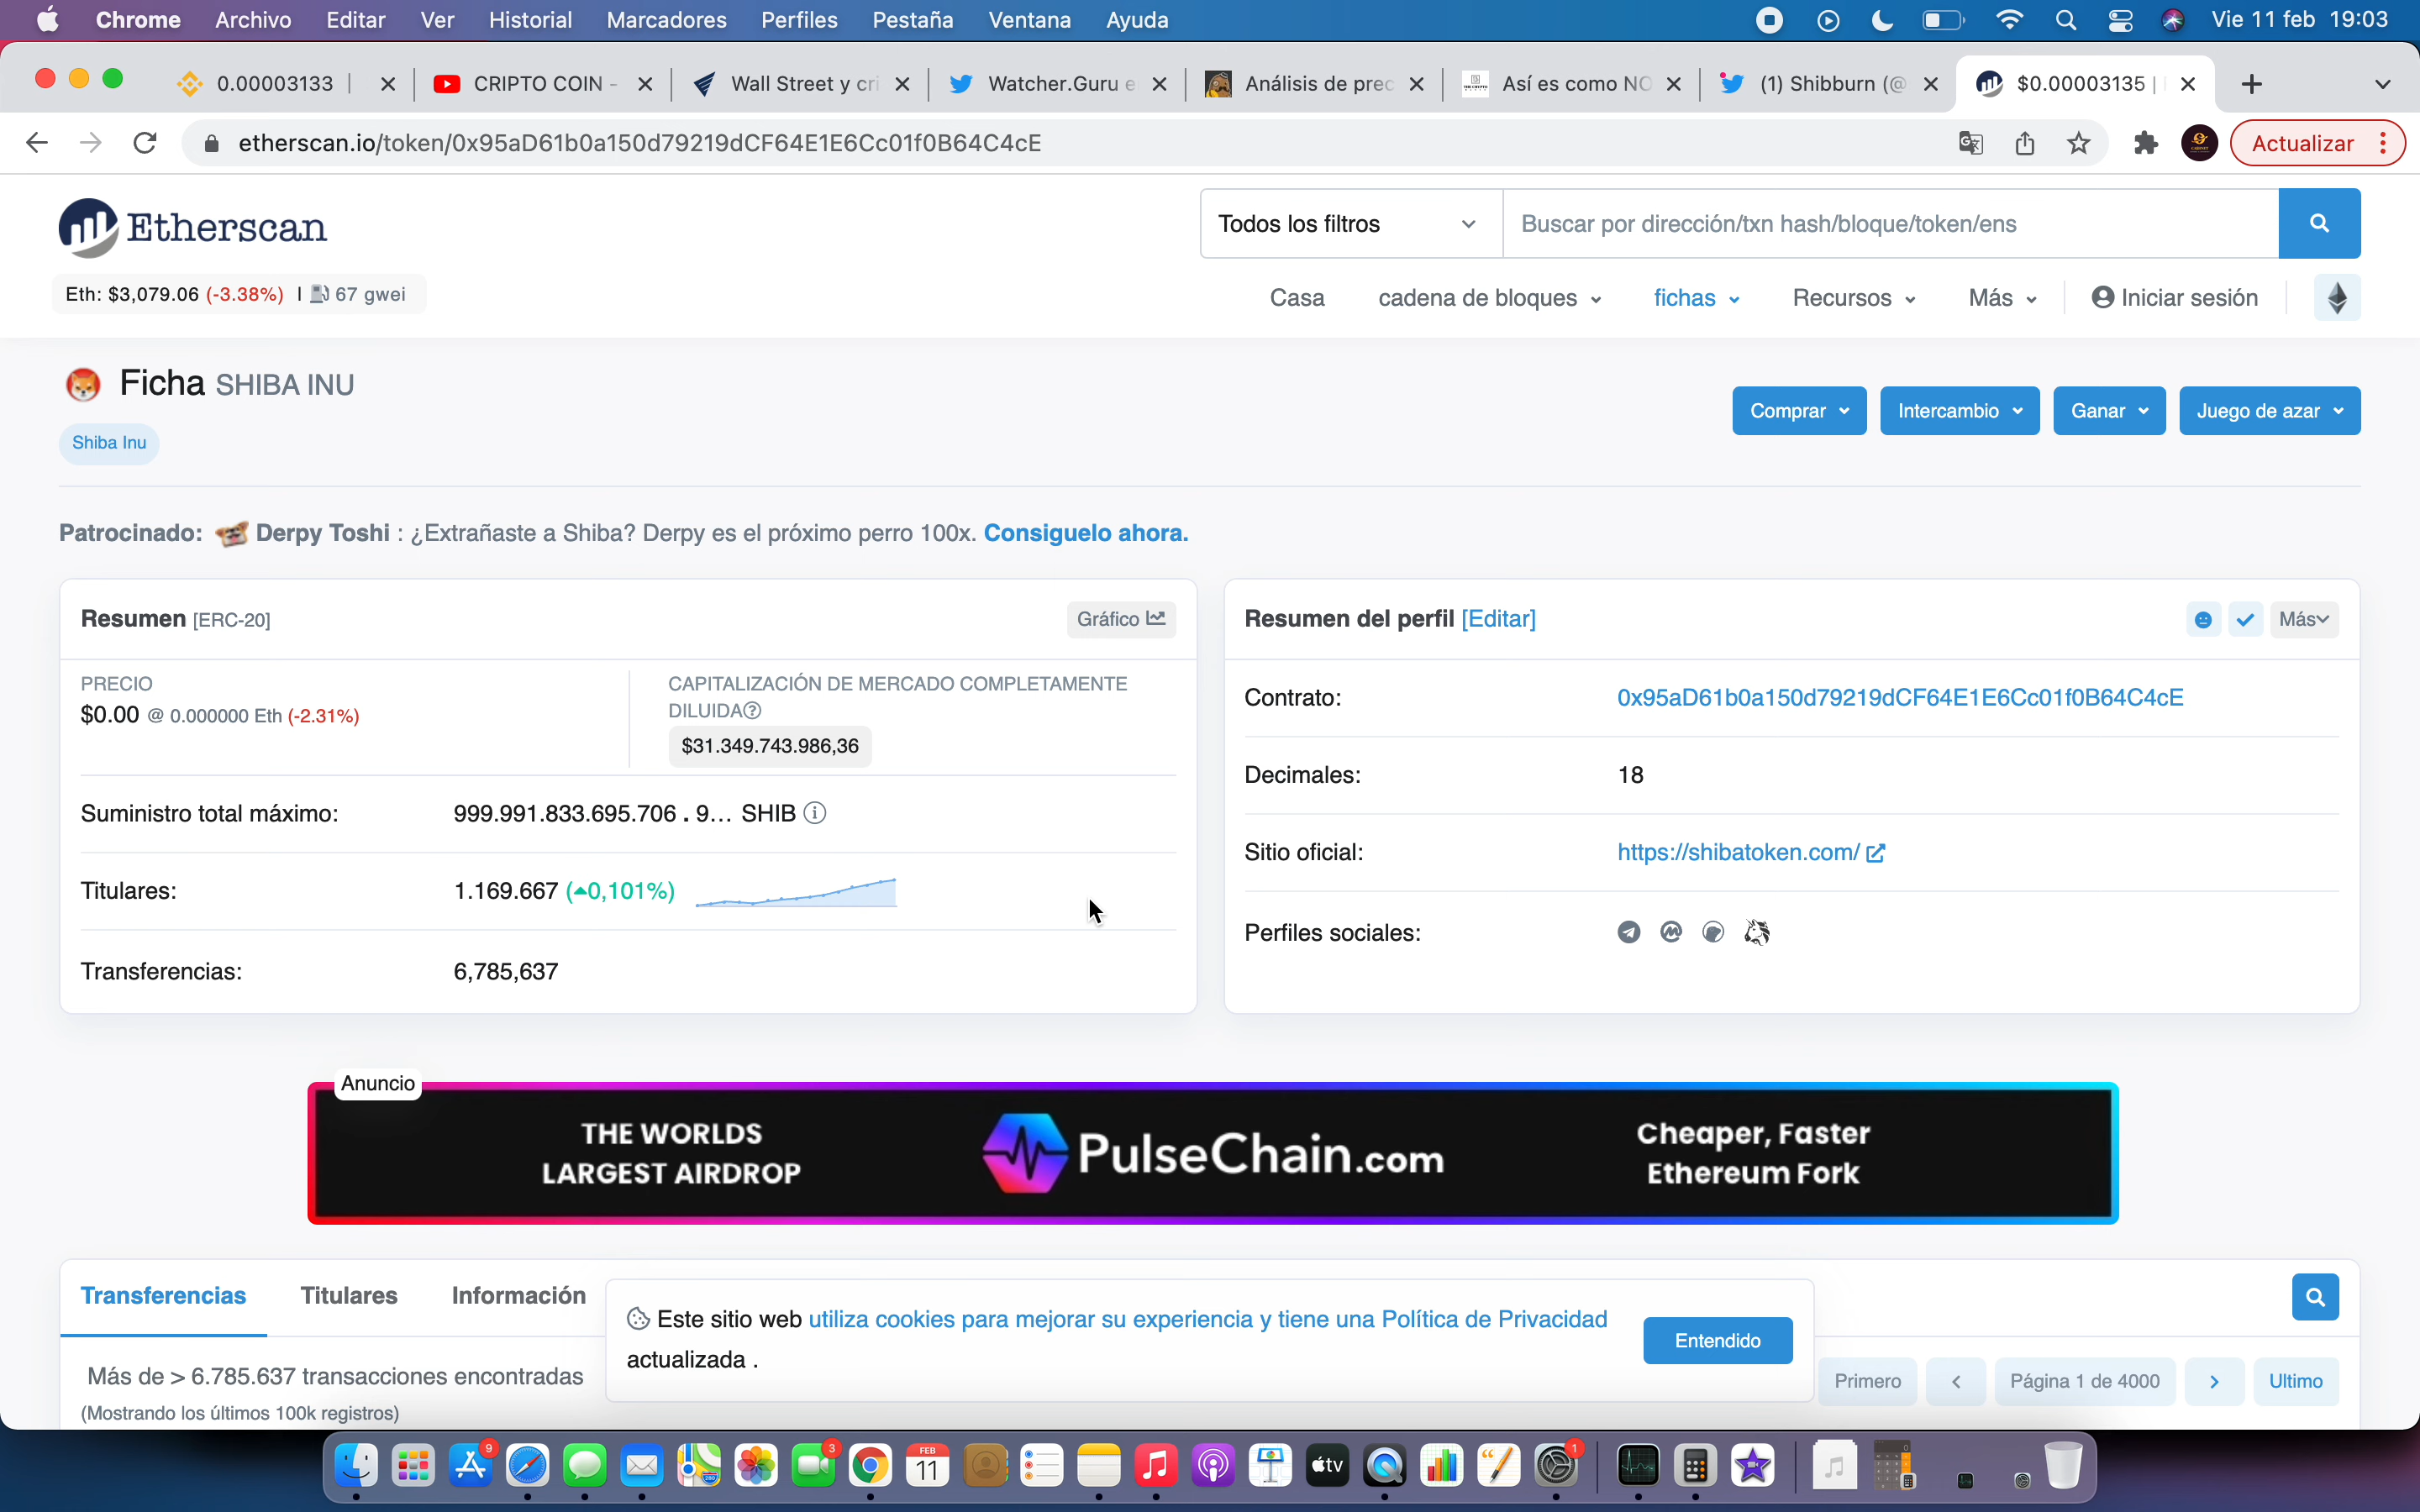 Chrome Archivo Editar Ver Historial Marcadores Perfiles Pestaña Ventana Ayuda Vie 11 feb 19:03
0.00003133 | CRIPTO COIN - Wall Street y cri Watcher.Guru e Análisis de prec Así es como NO (1) Shibburn (@ $0.00003135 |
etherscan.io/token/0x95aD61b0a150d79219dCF64E1E6Cc01f0B64C4cE Actualizar
Etherscan Todos los filtros Buscar por dirección/txn hash/bloque/token/ens
Eth: $3,079.06 (-3.38%) | 67 gwei Casa cadena de bloques fichas Recursos Más Iniciar sesión
Ficha SHIBA INU
Comprar Intercambio Ganar Juego de azar
Shiba Inu
Patrocinado: Derpy Toshi : ¿Extrañaste a Shiba? Derpy es el próximo perro 100x. Consiguelo ahora.
Resumen [ERC-20] Gráfico
PRECIO
$0.00 @ 0.000000 Eth (-2.31%)
CAPITALIZACIÓN DE MERCADO COMPLETAMENTE
DILUIDA
$31.349.743.986,36
Suministro total máximo: 999.991.833.695.706 . 9... SHIB
Titulares: 1.169.667 (0,101%)
Transferencias: 6,785,637
Resumen del perfil [Editar] Más
Contrato: 0x95aD61b0a150d79219dCF64E1E6Cc01f0B64C4cE
Decimales: 18
Sitio oficial: https://shibatoken.com/
Perfiles sociales:
Anuncio
THE WORLDS
LARGEST AIRDROP
PulseChain.com
Cheaper, Faster
Ethereum Fork
Transferencias Titulares Información
Este sitio web utiliza cookies para mejorar su experiencia y tiene una Política de Privacidad
actualizada .
Entendido
Más de > 6.785.637 transacciones encontradas
(Mostrando los últimos 100k registros)
Primero Página 1 de 4000 Ultimo
9 3 FEB 11 tv 1